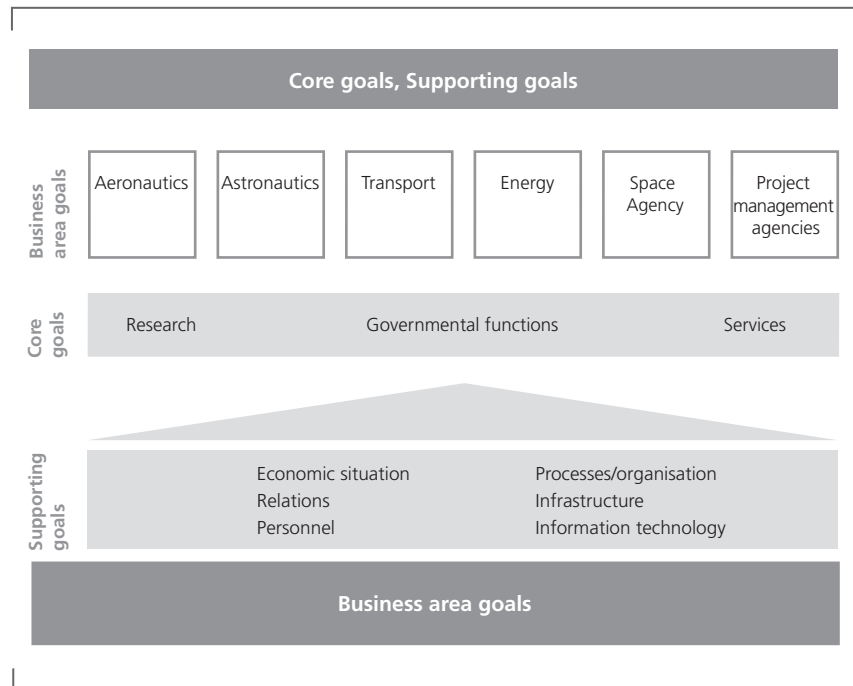 Core goals, Supporting goals
Business
area goals
Aeronautics
Astronautics
Transport
Energy
Space
Agency
Project
management
agencies
Core
goals
Research
Governmental functions
Services
Supporting
goals
Economic situation
Relations
Personnel
Processes/organisation
Infrastructure
Information technology
Business area goals